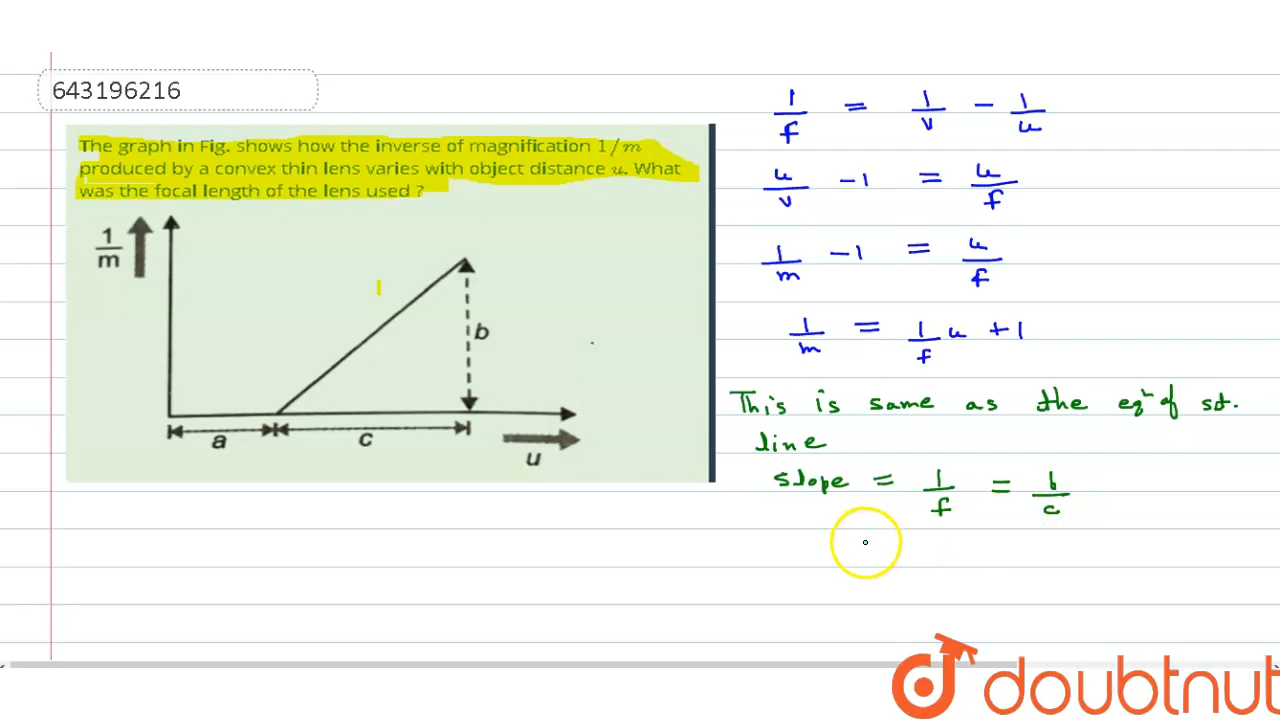 643196216
The graph in Fig. shows how the inverse of magnification 1/m
produced by a convex thin lens varies with object distance u. What
was the focal length of the lens used ?
1/m
b
a
c
u
1/f = 1/v - 1/u
u/v - 1 = u/f
1/m - 1 = u/f
1/m = 1/f u + 1
This is same as the eqn of st.
line
slope = 1/f = b/c
doubtnut